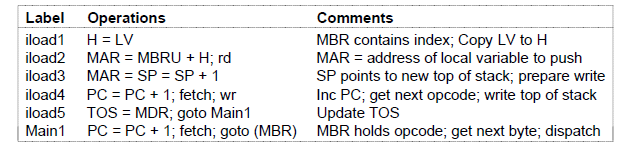 Label Operations Comments
iload1 H = LV MBR contains index; Copy LV to H
iload2 MAR = MBRU + H; rd MAR = address of local variable to push
iload3 MAR = SP = SP + 1 SP points to new top of stack; prepare write
iload4 PC = PC + 1; fetch; wr Inc PC; get next opcode; write top of stack
iload5 TOS = MDR; goto Main1 Update TOS
Main1 PC = PC + 1; fetch; goto (MBR) MBR holds opcode; get next byte; dispatch